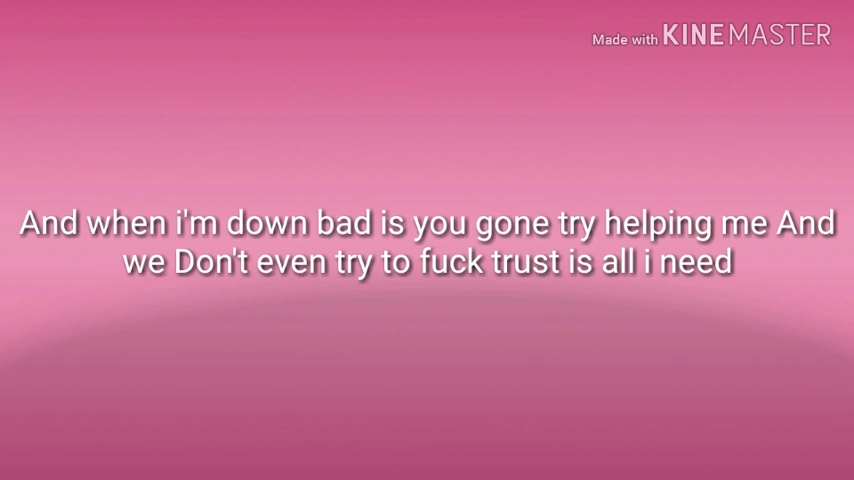 Made with KINEMASTER
And when i'm down bad is you gone try helping me And
we Don't even try to fuck trust is all i need